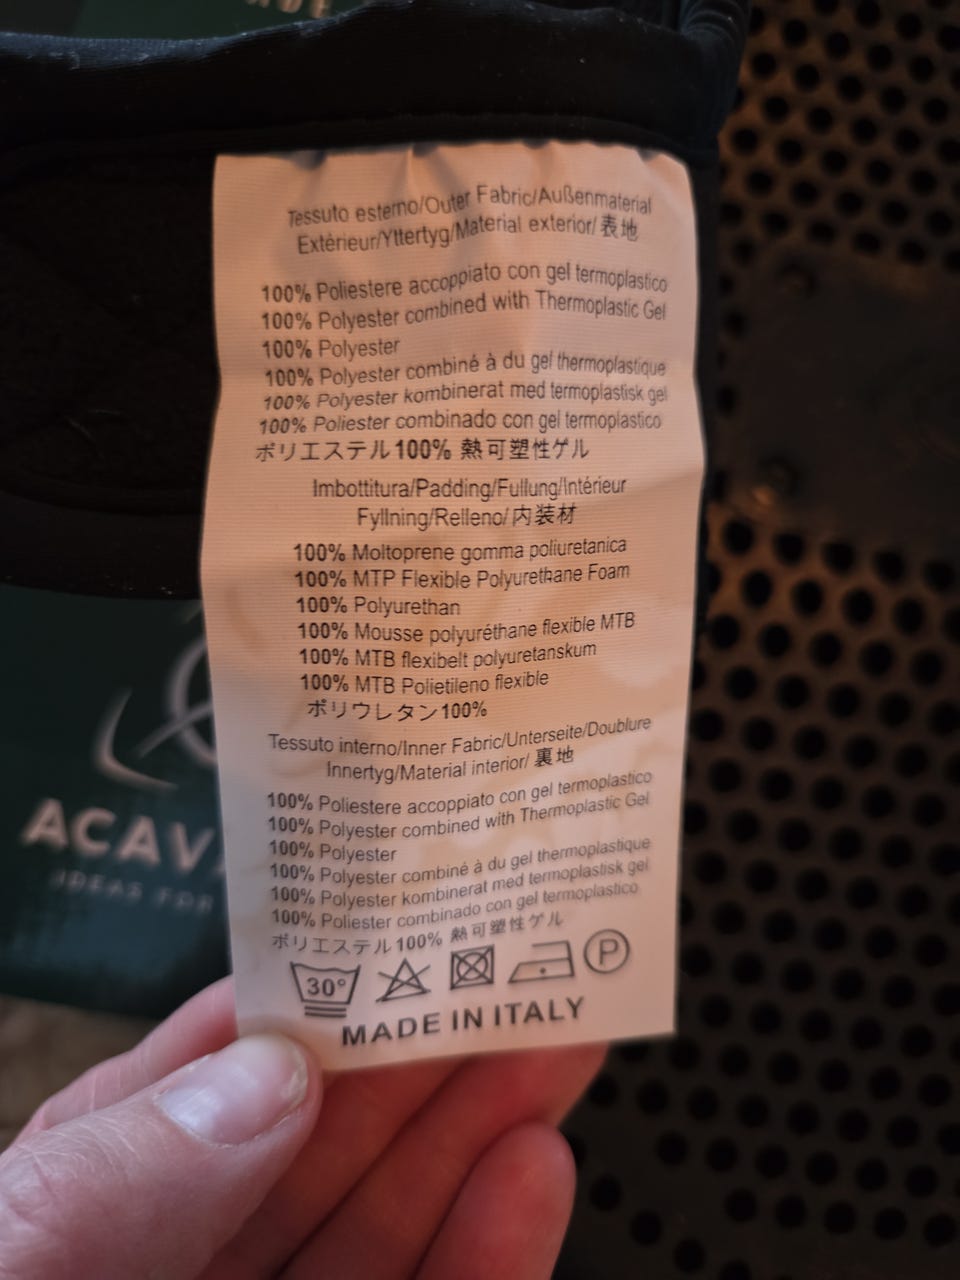 Tessuto esterno/Outer Fabric/Außenmaterial
Extérieur/Yttertyg/Material exterior/表地
100% Poliestere accoppiato con gel termoplastico
100% Polyester combined with Thermoplastic Gel
100% Polyester
100% Polyester combiné à du gel thermoplastique
100% Polyester kombinerat med termoplastisk gel
100% Poliester combinado con gel termoplastico
ポリエステル100% 熱可塑性ゲル
Imbottitura/Padding/Fullung/Intérieur
Fyllning/Relleno/内装材
100% Moltoprene gomma poliuretanica
100% MTP Flexible Polyurethane Foam
100% Polyurethan
100% Mousse polyuréthane flexible MTB
100% MTB flexibelt polyuretanskum
100% MTB Polietileno flexible
ポリウレタン100%
Tessuto interno/Inner Fabric/Unterseite/Doublure
Innertyg/Material interior/裏地
100% Poliestere accoppiato con gel termoplastico
100% Polyester combined with Thermoplastic Gel
100% Polyester
100% Polyester combiné à du gel thermoplastique
100% Polyester kombinerat med termoplastisk gel
100% Poliester combinado con gel termoplastico
ポリエステル100% 熱可塑性ゲル
30° P
MADE IN ITALY
ACAV
IDEAS FOR